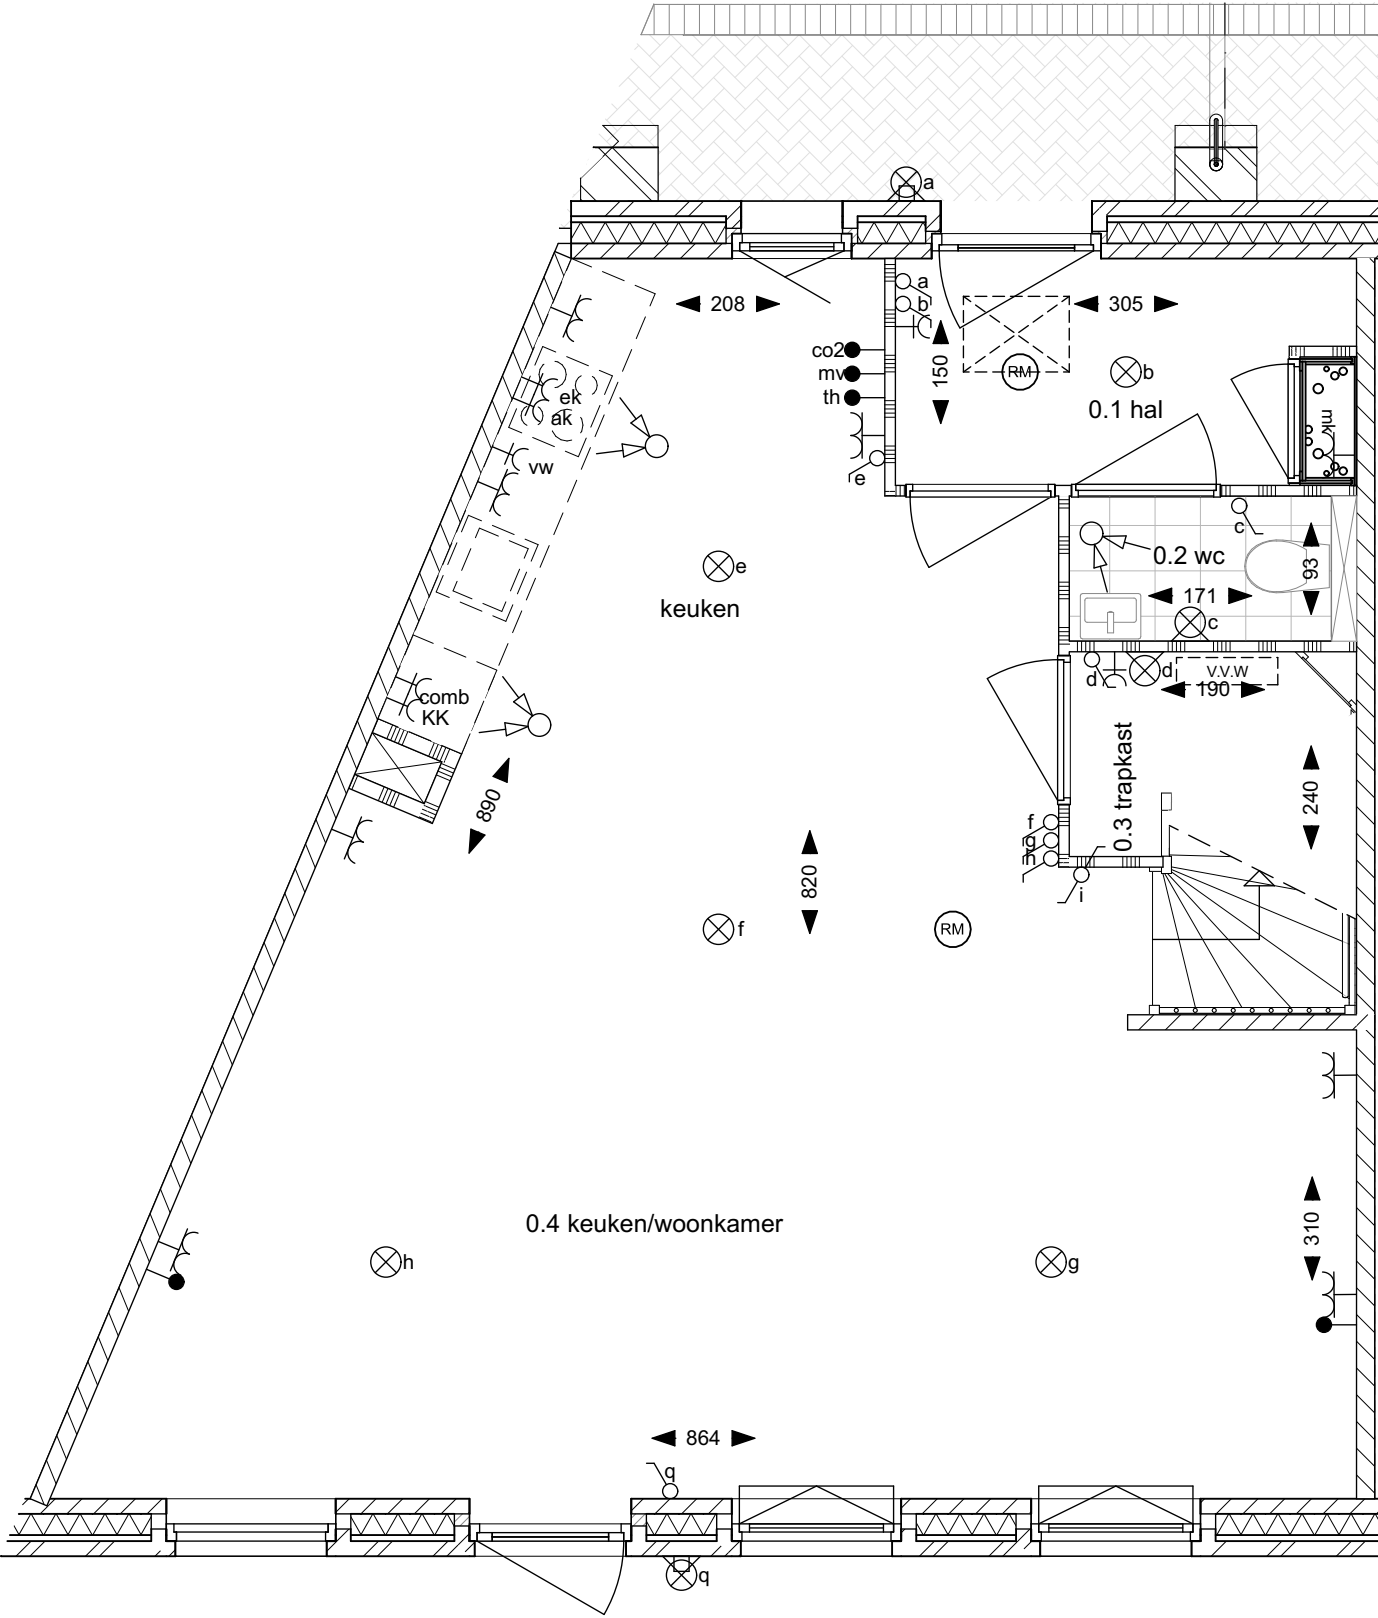 a
208
a
b
305
150
co2
mv
th
RM
b
0.1 hal
mk
ek
ak
vw
e
c
0.2 wc
93
171
c
e
keuken
d
d
V.V.W
190
comb
KK
890
0.3 trapkast
240
f
g
h
i
820
f
RM
0.4 keuken/woonkamer
310
h
g
864
q
q